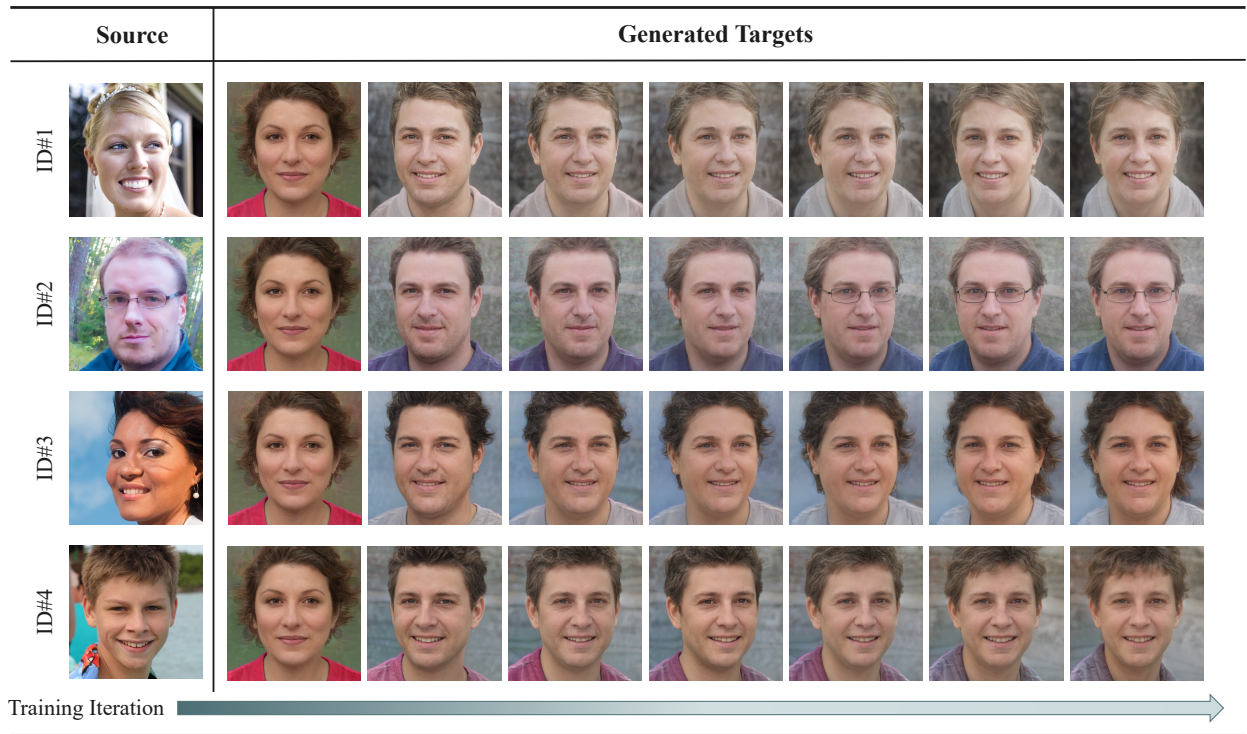 Source
Generated Targets
ID#1
ID#2
ID#3
ID#4
Training Iteration